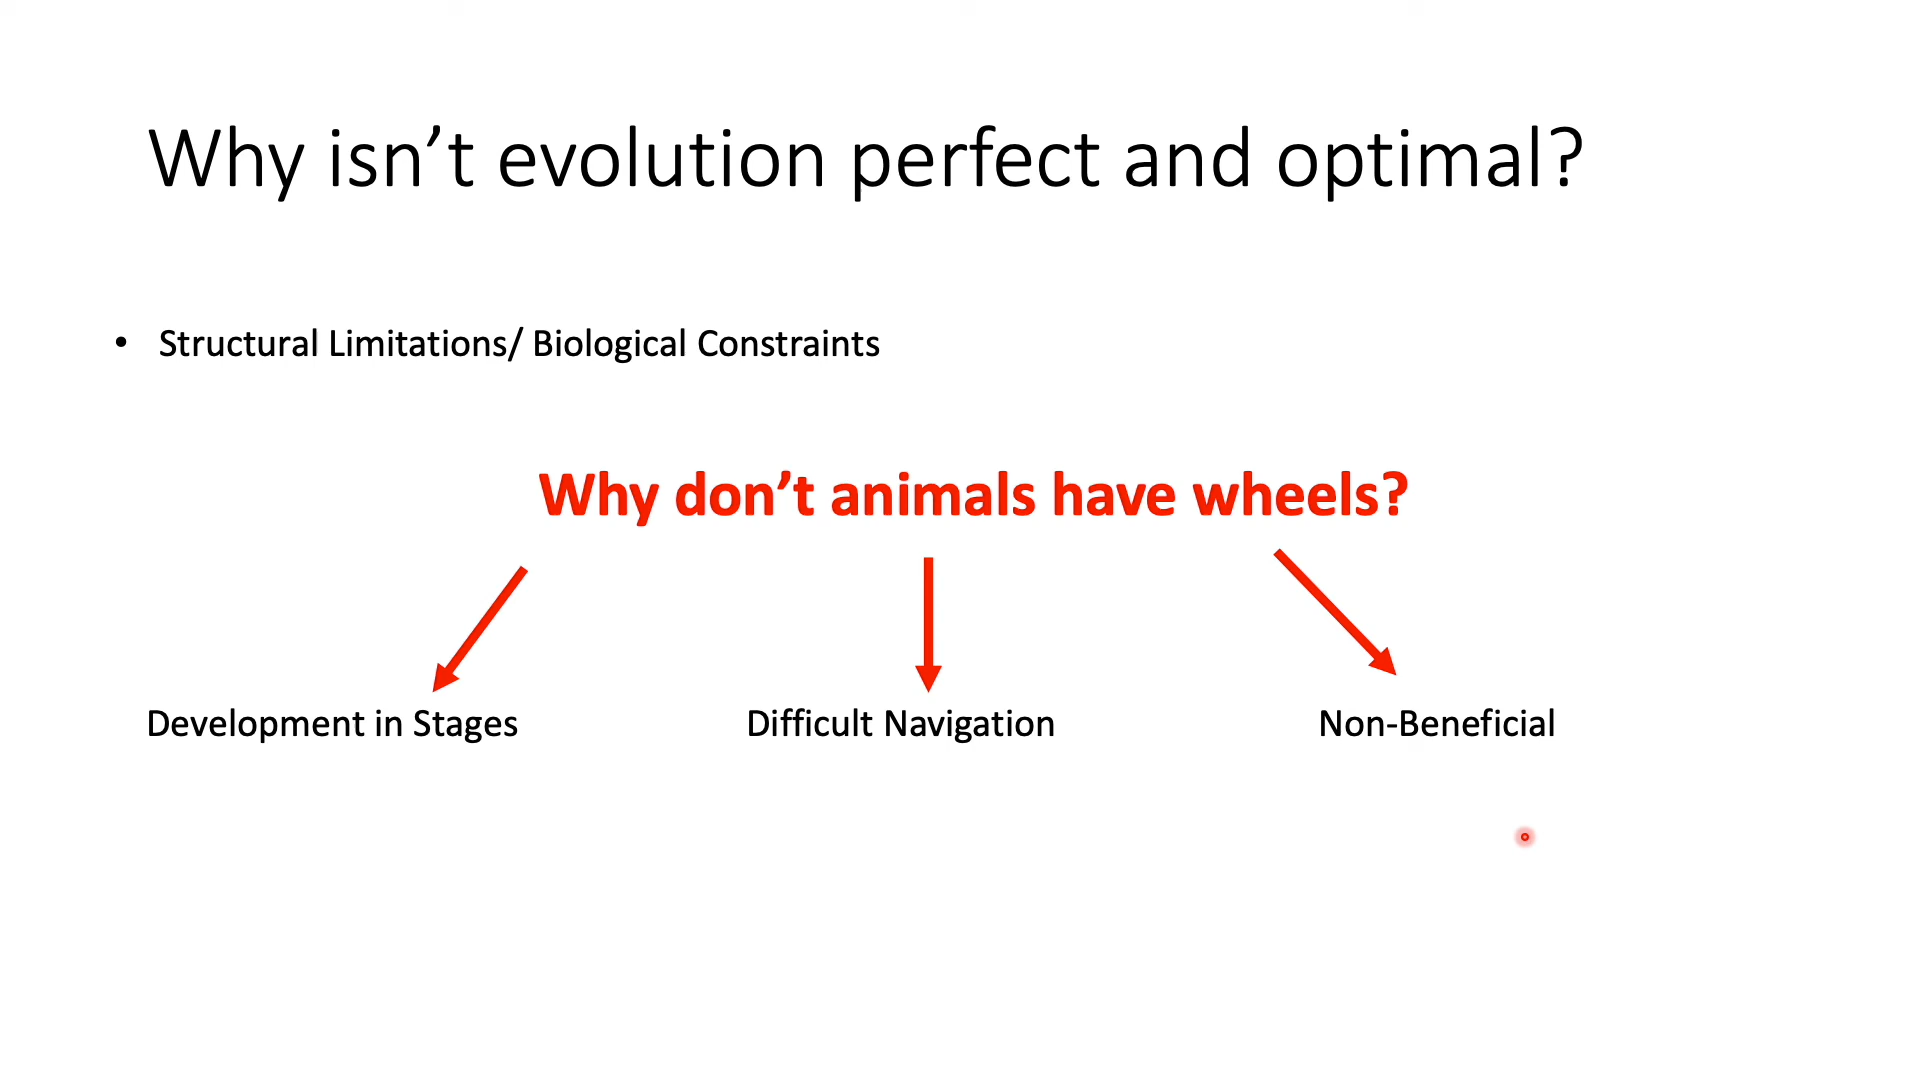 Why isn’t evolution perfect and optimal?
• Structural Limitations/ Biological Constraints
Why don’t animals have wheels?
Development in Stages
Difficult Navigation
Non-Beneficial